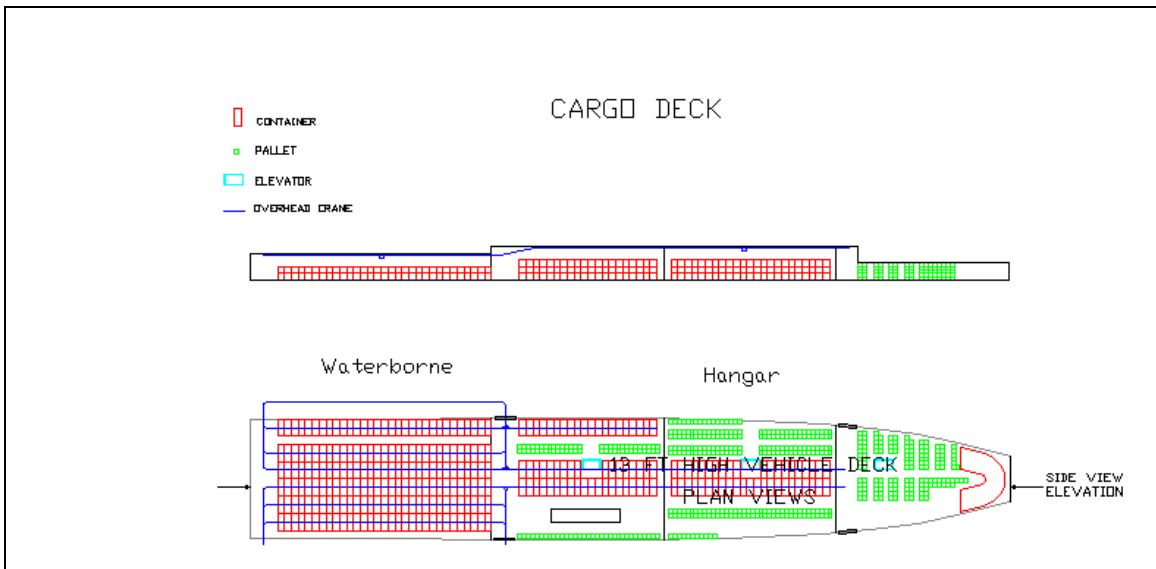 CARGO DECK
CONTAINER
PALLET
ELEVATOR
OVERHEAD CRANE
Waterborne
Hangar
13 FT HIGH VEHICLE DECK
PLAN VIEWS
SIDE VIEW
ELEVATION